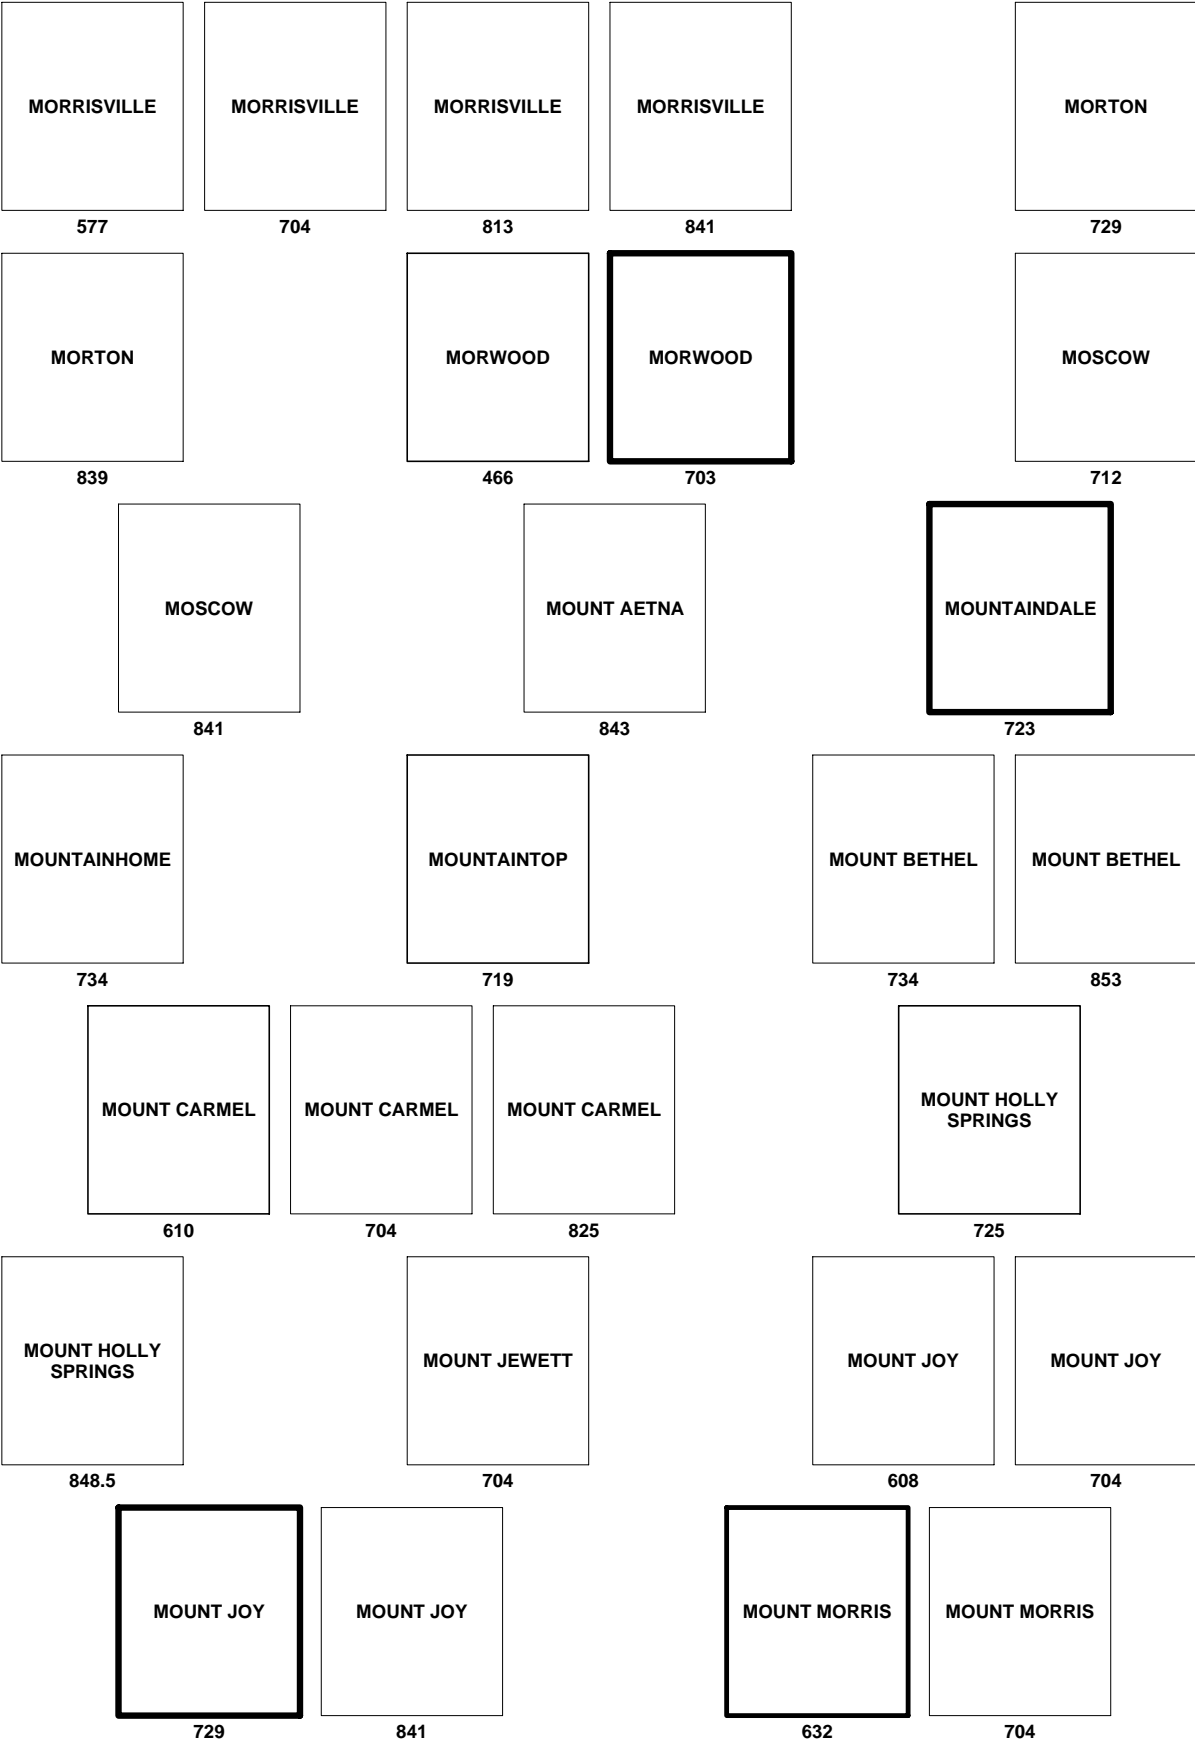 MORRISVILLE MORRISVILLE MORRISVILLE MORRISVILLE MORTON
577 704 813 841 729
MORTON MORWOOD MORWOOD MOSCOW
839 466 703 712
MOSCOW MOUNT AETNA MOUNTAINDALE
841 843 723
MOUNTAINHOME MOUNTAINTOP MOUNT BETHEL MOUNT BETHEL
734 719 734 853
MOUNT CARMEL MOUNT CARMEL MOUNT CARMEL MOUNT HOLLY
SPRINGS
610 704 825 725
MOUNT HOLLY
SPRINGS MOUNT JEWETT MOUNT JOY MOUNT JOY
848.5 704 608 704
MOUNT JOY MOUNT JOY MOUNT MORRIS MOUNT MORRIS
729 841 632 704